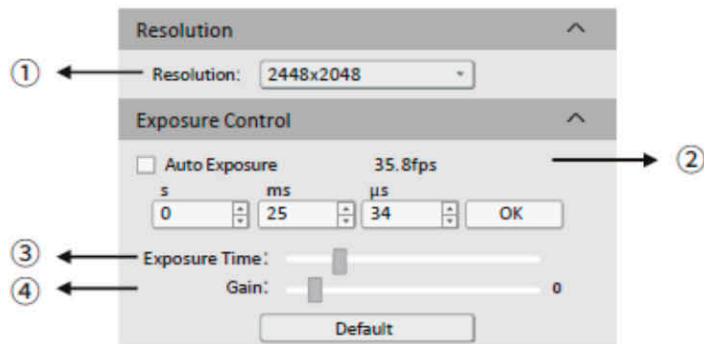 Resolution
① Resolution: 2448x2048
Exposure Control
Auto Exposure 35.8fps ②
s ms μs
0 25 34 OK
③ Exposure Time:
④ Gain: 0
Default